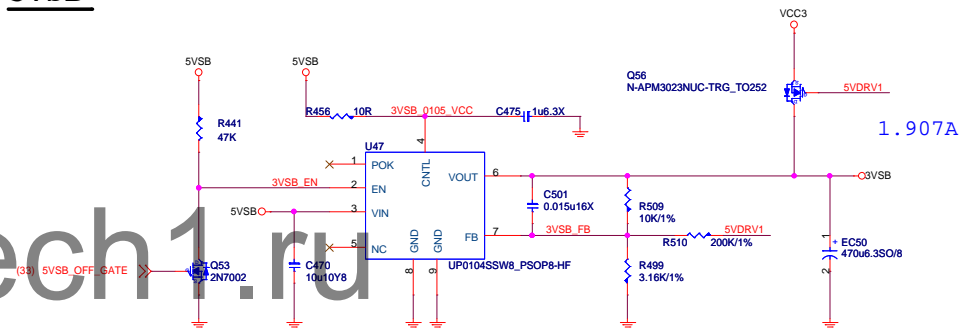 VCC3
5VSB
5VSB
Q56
N-APM3023NUC-TRG_TO252
5VDRV1
R456
10R
3VSB_0105_VCC
C475
1u6.3X
R441
47K
1.907A
U47
4
1
POK
CNTL
VOUT
6
3VSB
3VSB_EN
2
EN
C501
0.015u16X
R509
10K/1%
5VSB
3
VIN
FB
7
3VSB_FB
5VDRV1
R510
200K/1%
1
+
EC50
470u6.3SO/8
2
5
NC
GND
GND
8
9
UP0104SSW8_PSOP8-HF
R499
3.16K/1%
(33)
5VSB_OFF_GATE
Q53
2N7002
C470
10u10Y8
ech1.ru